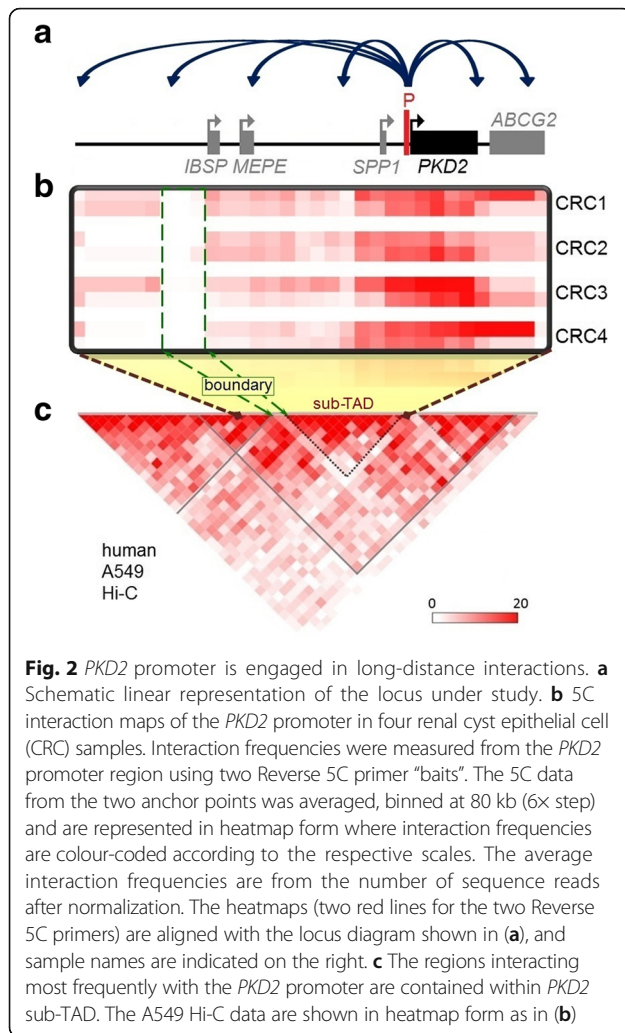 a
P
ABCG2
IBSP MEPE
SPP1
PKD2
b
CRC1
CRC2
CRC3
CRC4
boundary
sub-TAD
c
human
A549
Hi-C
0 20
Fig. 2 PKD2 promoter is engaged in long-distance interactions. a
Schematic linear representation of the locus under study. b 5C
interaction maps of the PKD2 promoter in four renal cyst epithelial cell
(CRC) samples. Interaction frequencies were measured from the PKD2
promoter region using two Reverse 5C primer “baits”. The 5C data
from the two anchor points was averaged, binned at 80 kb (6× step)
and are represented in heatmap form where interaction frequencies
are colour-coded according to the respective scales. The average
interaction frequencies are from the number of sequence reads
after normalization. The heatmaps (two red lines for the two Reverse
5C primers) are aligned with the locus diagram shown in (a), and
sample names are indicated on the right. c The regions interacting
most frequently with the PKD2 promoter are contained within PKD2
sub-TAD. The A549 Hi-C data are shown in heatmap form as in (b)